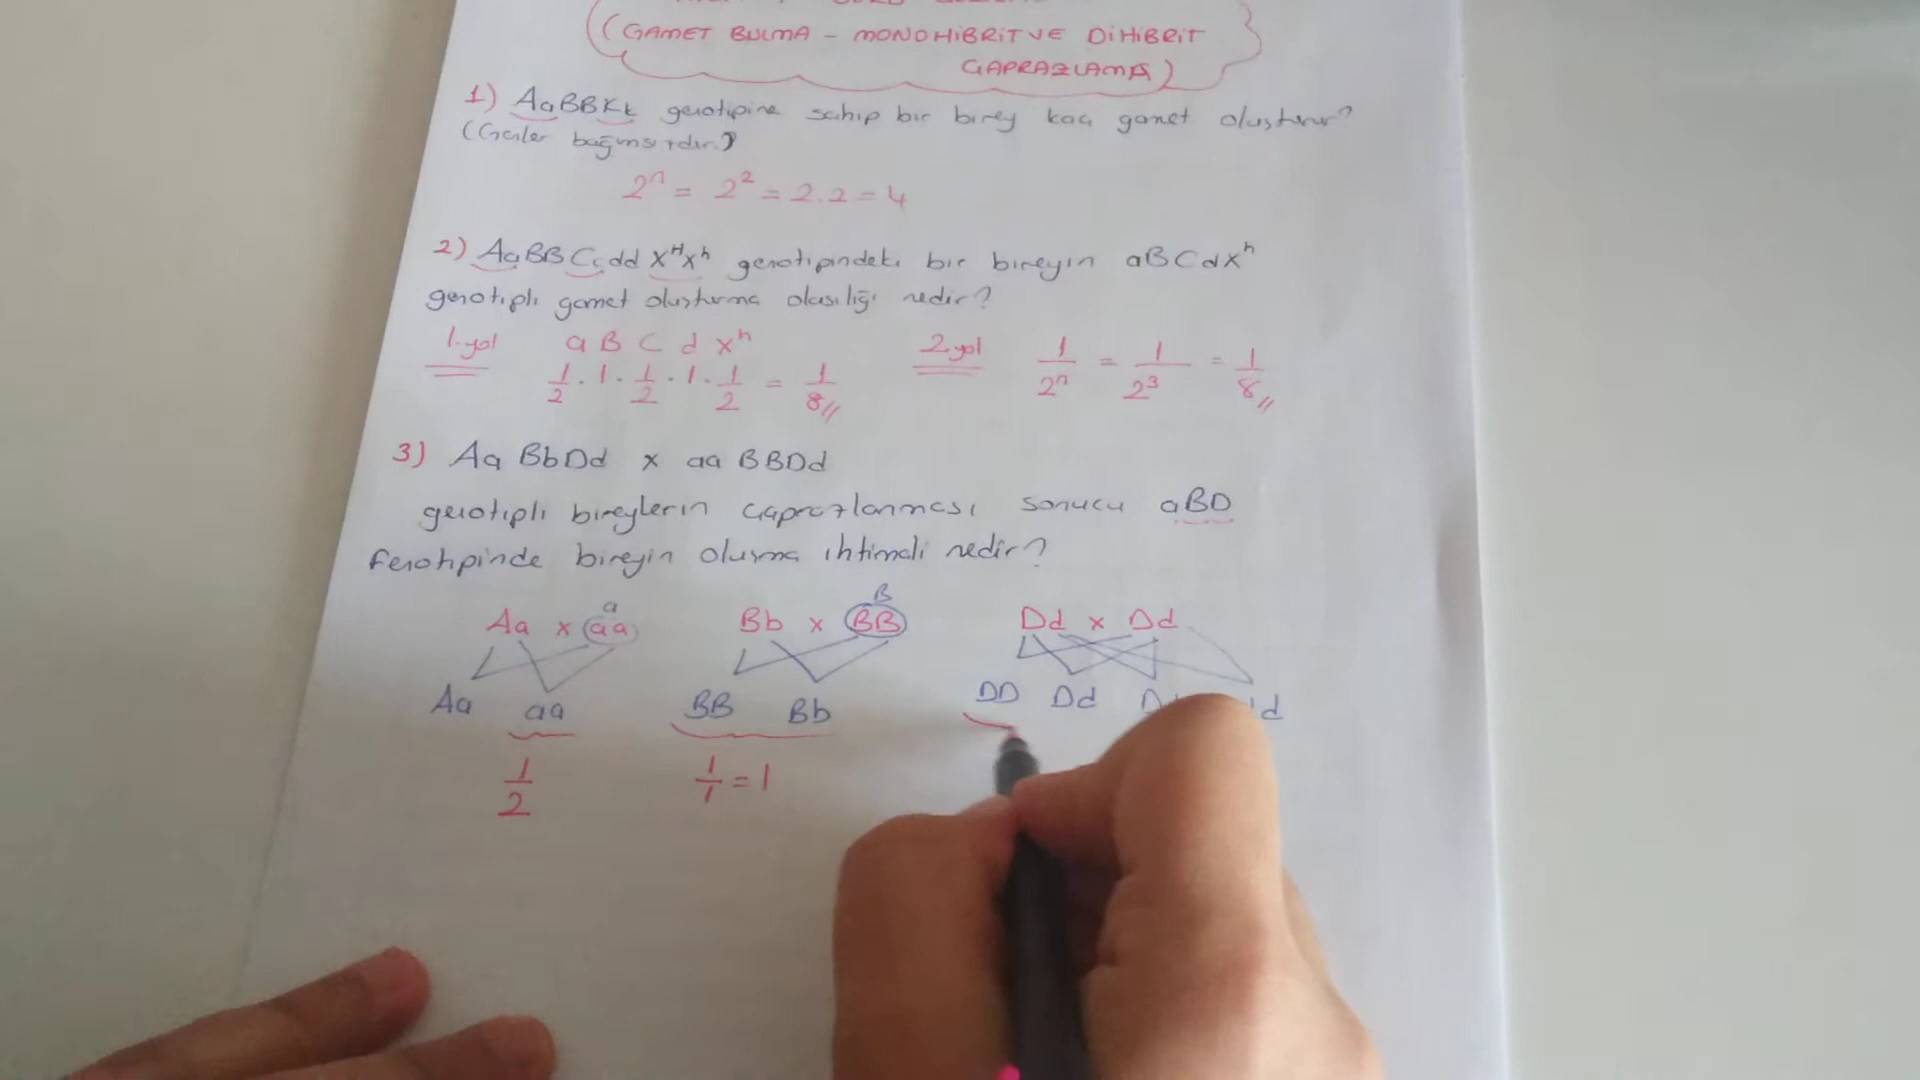 (GAMET BULMA - MONOHİBRİT VE DİHİBRİT
ÇAPRAZLAMA)
1) AaBBKk genotipine sahip bir birey kaç gamet oluşturur?
(Genler bağımsızdır.)
2ⁿ = 2² = 2.2 = 4
2) AaBBCcdd XᴴXʰ genotipindeki bir bireyin aBCdXʰ
genotipli gamet oluşturma olasılığı nedir?
1.yol a B C d Xʰ
1/2 . 1 . 1/2 . 1 . 1/2 = 1/8//
2.yol 1/2ⁿ = 1/2³ = 1/8//
3) Aa BbDd x aa BBDd
genotipli bireylerin çaprazlanması sonucu aBD
fenotipinde bireyin oluşma ihtimali nedir?
a B
Aa x aa Bb x BB Dd x Dd
Aa aa BB Bb DD Dd
1/2 1/1 = 1